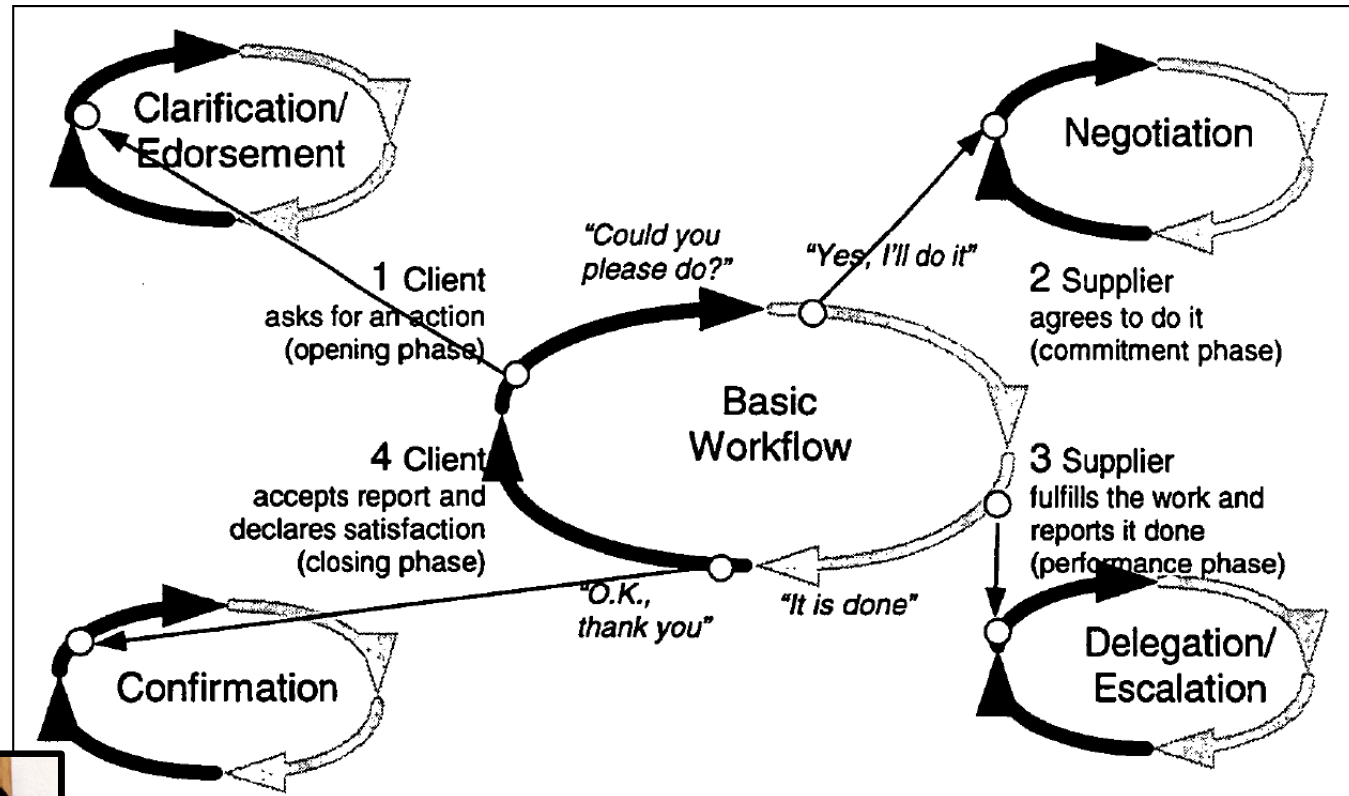 Clarification/
Edorsement
Negotiation
"Could you
please do?"
"Yes, I'll do it"
1 Client
asks for an action
(opening phase)
2 Supplier
agrees to do it
(commitment phase)
Basic
Workflow
4 Client
accepts report and
declares satisfaction
(closing phase)
3 Supplier
fulfills the work and
reports it done
(performance phase)
"O.K.,
thank you"
"It is done"
Confirmation
Delegation/
Escalation